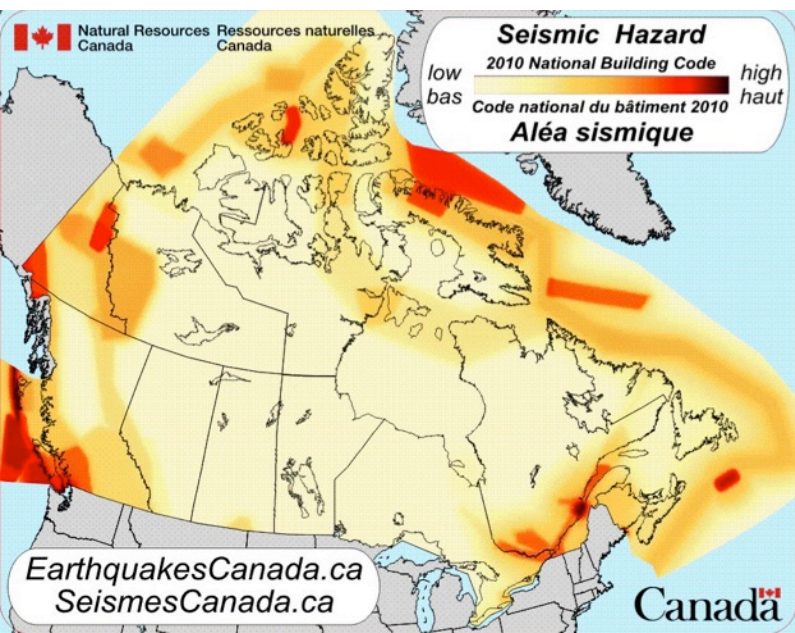 Natural Resources Ressources naturelles
Canada Canada
Seismic Hazard
2010 National Building Code
low high
bas haut
Code national du bâtiment 2010
Aléa sismique
EarthquakesCanada.ca
SeismesCanada.ca
Canada